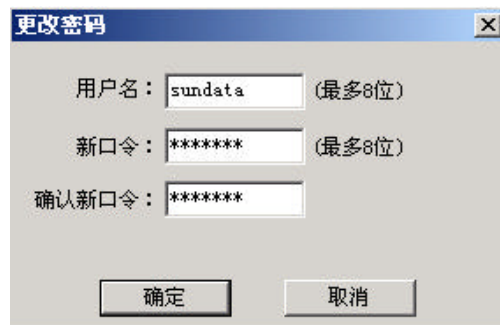 更改密码
用户名： sundata (最多8位)
新口令： ******* (最多8位)
确认新口令： *******
确定 取消